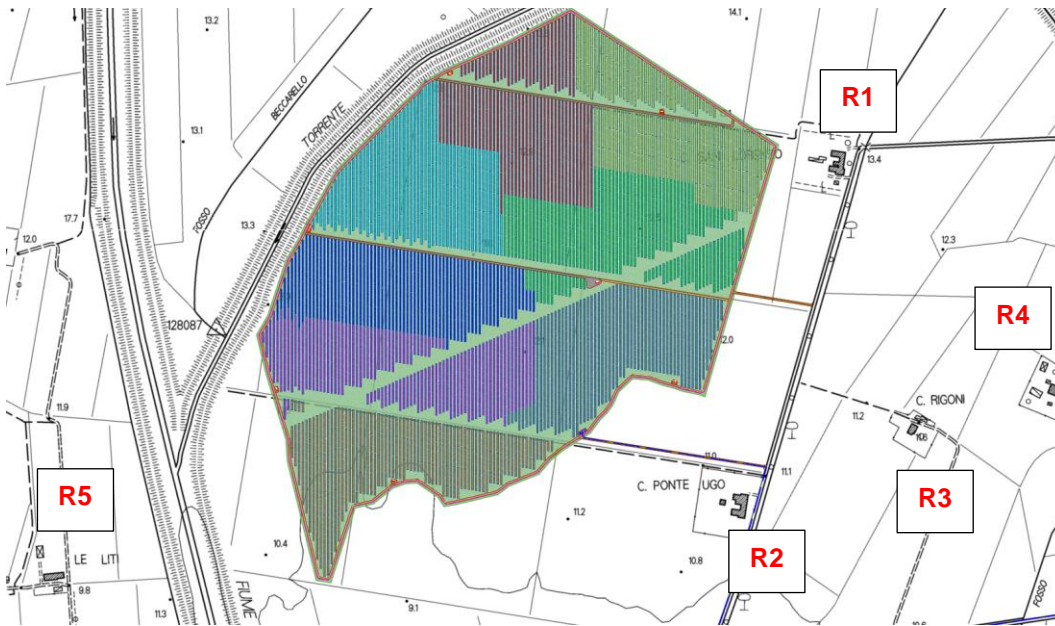 13.2
14.1
R1
BECCARELLO
FOSSO
TORRENTE
13.1
SAN LORENZO
13.4
17.7
12.0
13.3
12.3
R4
128087
12.0
11.9
11.2
C. RIGONI
R5
11.0
11.1
C. PONTE UGO
R3
11.2
10.4
R2
LE LITI
10.8
9.8
9.1
11.3
FIUME
FOSSO
10.6